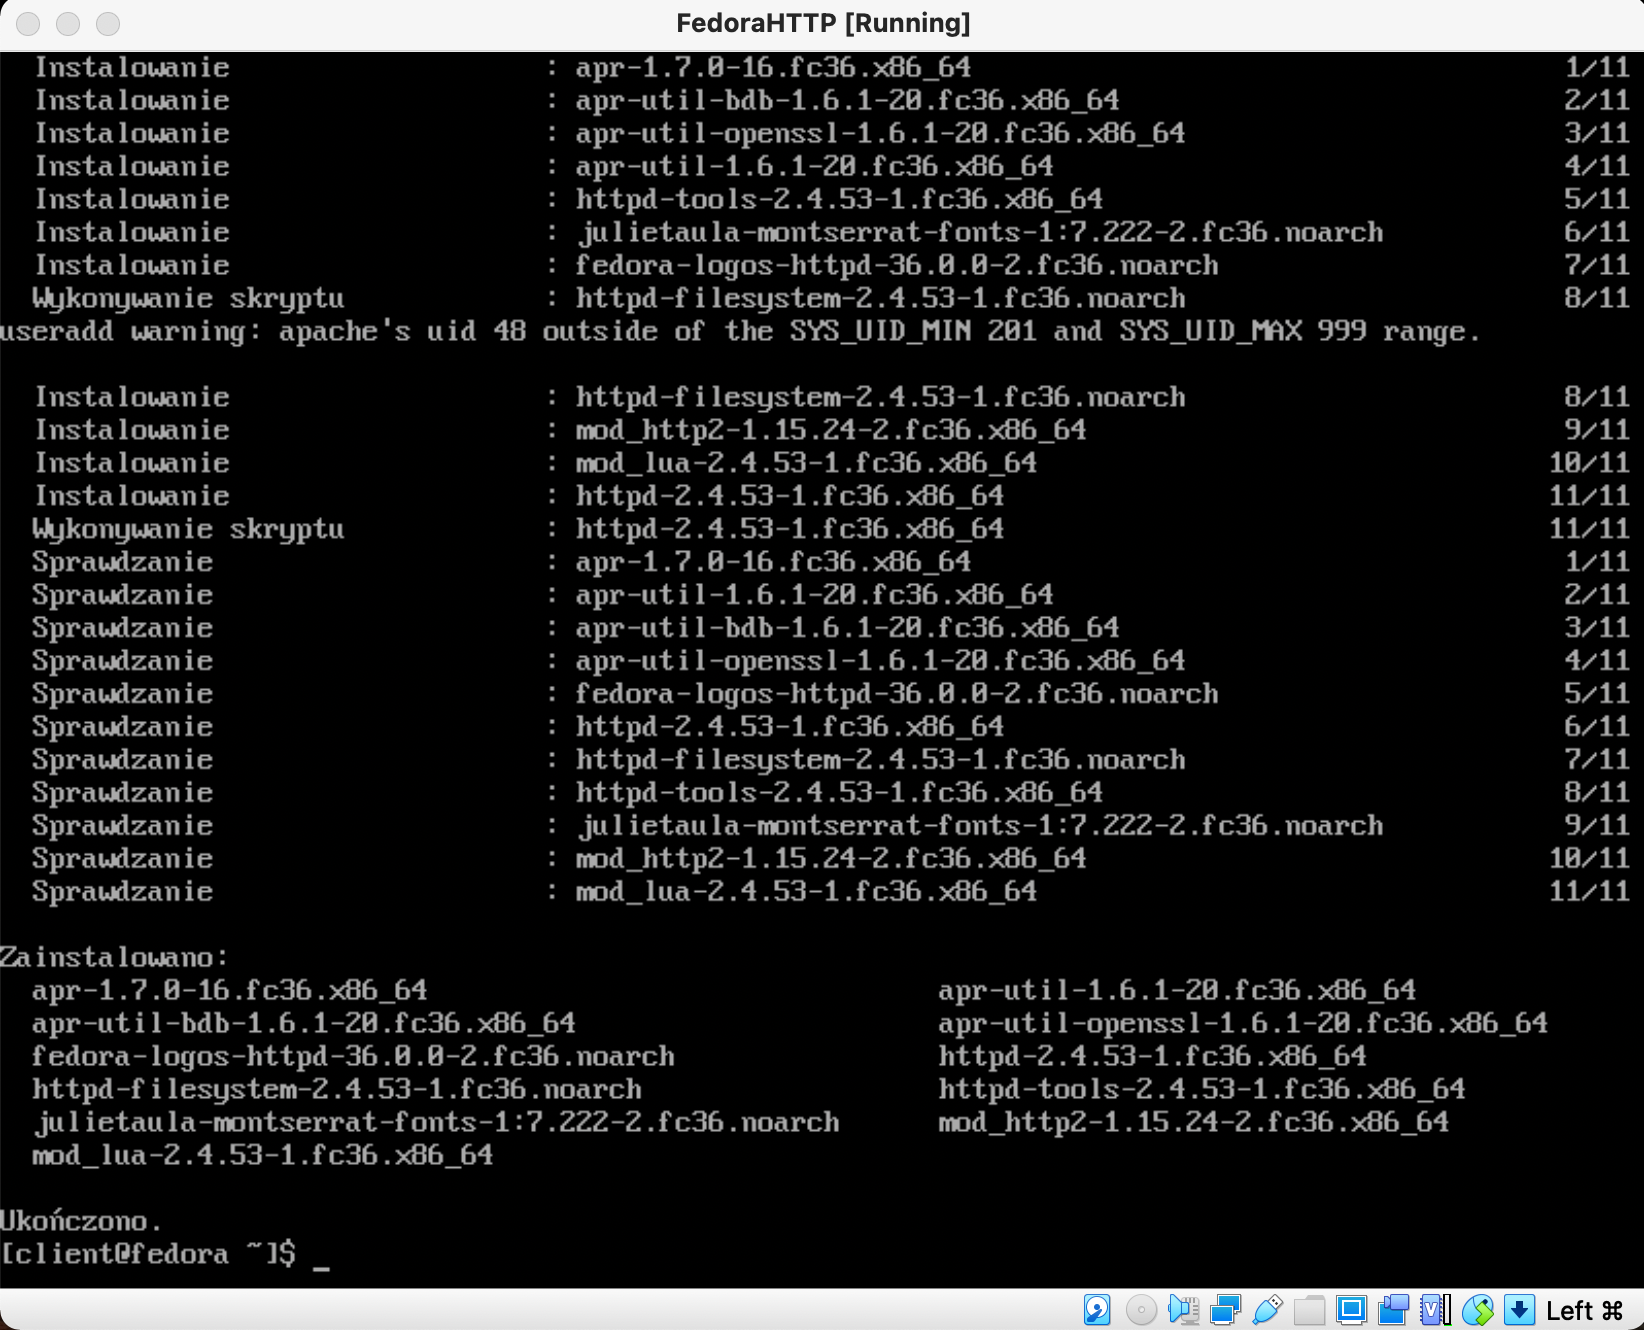 FedoraHTTP [Running]
Instalowanie : apr-1.7.0-16.fc36.x86_64 1/11
Instalowanie : apr-util-bdb-1.6.1-20.fc36.x86_64 2/11
Instalowanie : apr-util-openssl-1.6.1-20.fc36.x86_64 3/11
Instalowanie : apr-util-1.6.1-20.fc36.x86_64 4/11
Instalowanie : httpd-tools-2.4.53-1.fc36.x86_64 5/11
Instalowanie : julietaula-montserrat-fonts-1:7.222-2.fc36.noarch 6/11
Instalowanie : fedora-logos-httpd-36.0.0-2.fc36.noarch 7/11
Wykonywanie skryptu : httpd-filesystem-2.4.53-1.fc36.noarch 8/11
useradd warning: apache's uid 48 outside of the SYS_UID_MIN 201 and SYS_UID_MAX 999 range.
Instalowanie : httpd-filesystem-2.4.53-1.fc36.noarch 8/11
Instalowanie : mod_http2-1.15.24-2.fc36.x86_64 9/11
Instalowanie : mod_lua-2.4.53-1.fc36.x86_64 10/11
Instalowanie : httpd-2.4.53-1.fc36.x86_64 11/11
Wykonywanie skryptu : httpd-2.4.53-1.fc36.x86_64 11/11
Sprawdzanie : apr-1.7.0-16.fc36.x86_64 1/11
Sprawdzanie : apr-util-1.6.1-20.fc36.x86_64 2/11
Sprawdzanie : apr-util-bdb-1.6.1-20.fc36.x86_64 3/11
Sprawdzanie : apr-util-openssl-1.6.1-20.fc36.x86_64 4/11
Sprawdzanie : fedora-logos-httpd-36.0.0-2.fc36.noarch 5/11
Sprawdzanie : httpd-2.4.53-1.fc36.x86_64 6/11
Sprawdzanie : httpd-filesystem-2.4.53-1.fc36.noarch 7/11
Sprawdzanie : httpd-tools-2.4.53-1.fc36.x86_64 8/11
Sprawdzanie : julietaula-montserrat-fonts-1:7.222-2.fc36.noarch 9/11
Sprawdzanie : mod_http2-1.15.24-2.fc36.x86_64 10/11
Sprawdzanie : mod_lua-2.4.53-1.fc36.x86_64 11/11
Zainstalowano:
apr-1.7.0-16.fc36.x86_64 apr-util-1.6.1-20.fc36.x86_64
apr-util-bdb-1.6.1-20.fc36.x86_64 apr-util-openssl-1.6.1-20.fc36.x86_64
fedora-logos-httpd-36.0.0-2.fc36.noarch httpd-2.4.53-1.fc36.x86_64
httpd-filesystem-2.4.53-1.fc36.noarch httpd-tools-2.4.53-1.fc36.x86_64
julietaula-montserrat-fonts-1:7.222-2.fc36.noarch mod_http2-1.15.24-2.fc36.x86_64
mod_lua-2.4.53-1.fc36.x86_64
Ukończono.
[client@fedora ~]$ _
Left ⌘